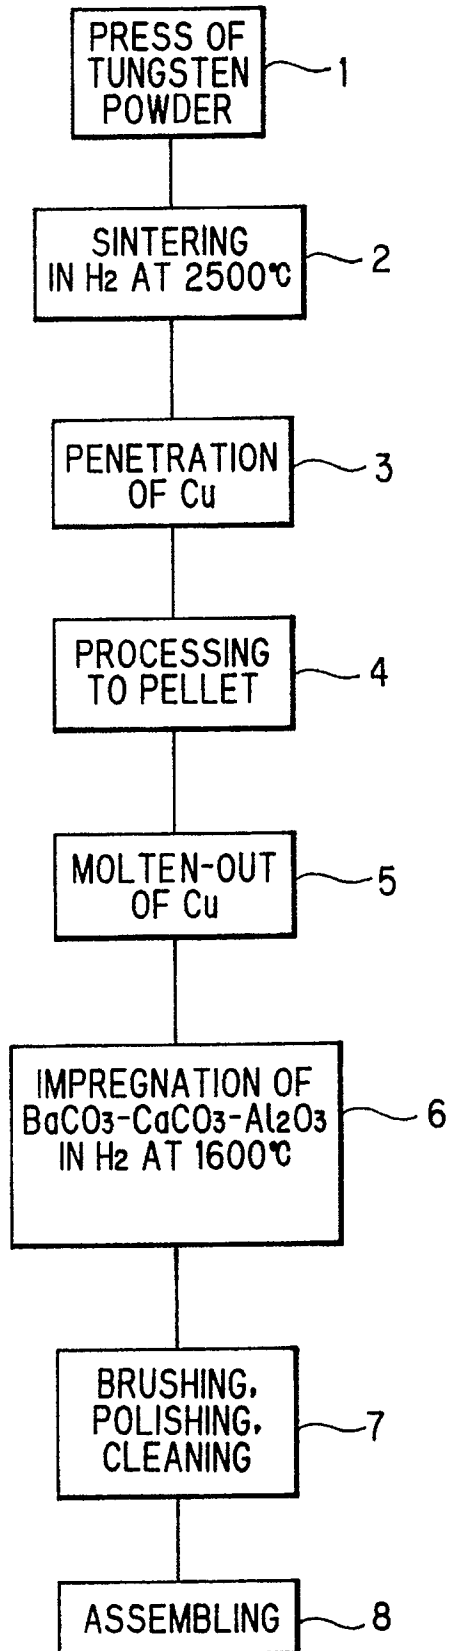 PRESS OF
TUNGSTEN
POWDER
1
SINTERING
IN H2 AT 2500℃
2
PENETRATION
OF Cu
3
PROCESSING
TO PELLET
4
MOLTEN-OUT
OF Cu
5
IMPREGNATION OF
BaCO3-CaCO3-Al2O3
IN H2 AT 1600℃
6
BRUSHING,
POLISHING,
CLEANING
7
ASSEMBLING
8